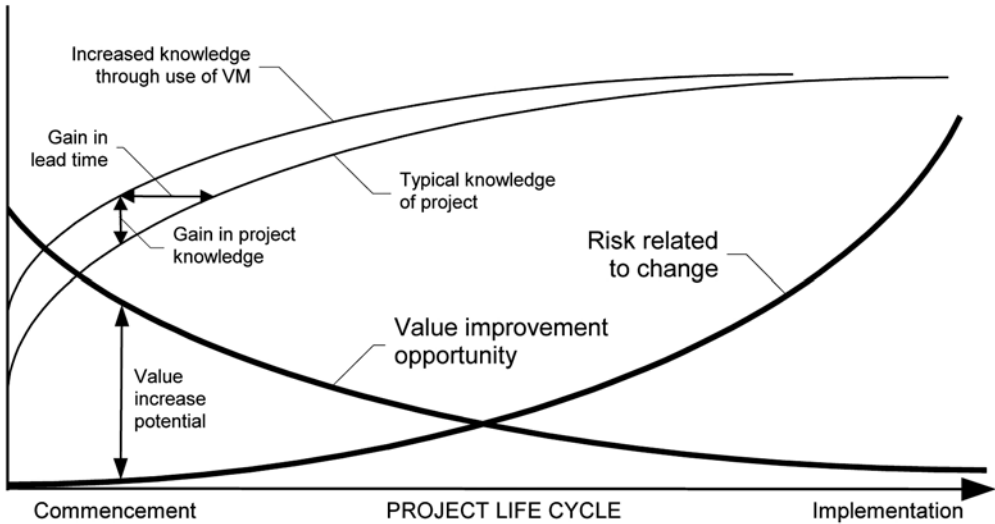 Increased knowledge
through use of VM
Gain in
lead time
Typical knowledge
of project
Gain in project
knowledge
Risk related
to change
Value improvement
opportunity
Value
increase
potential
Commencement
PROJECT LIFE CYCLE
Implementation